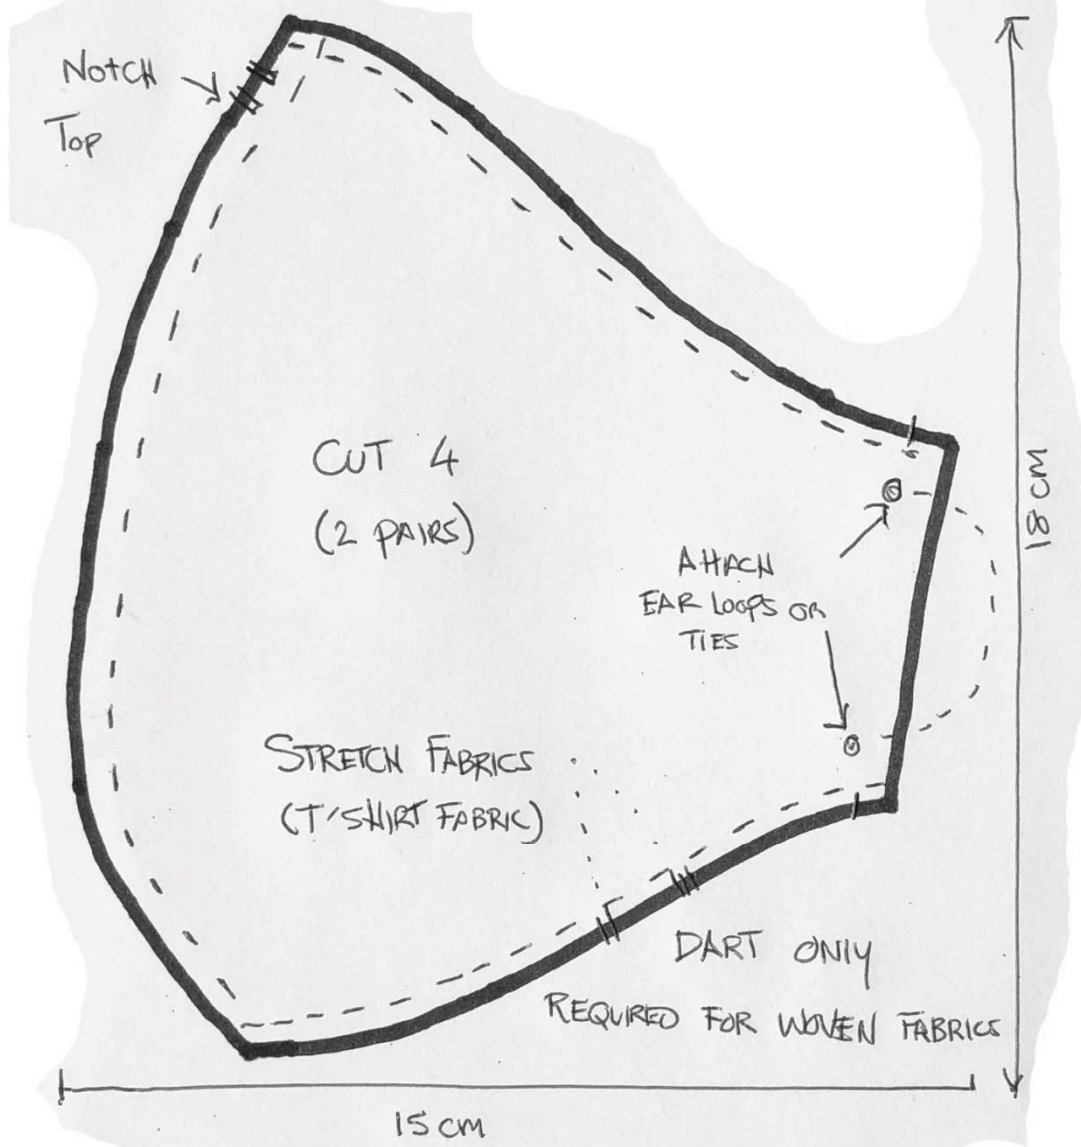 NOTCH
TOP
CUT 4
(2 PAIRS)
18 CM
ATTACH
EAR LOOPS OR
TIES
STRETCH FABRICS
(T'SHIRT FABRIC)
DART ONLY
REQUIRED FOR WOVEN FABRICS
15 CM